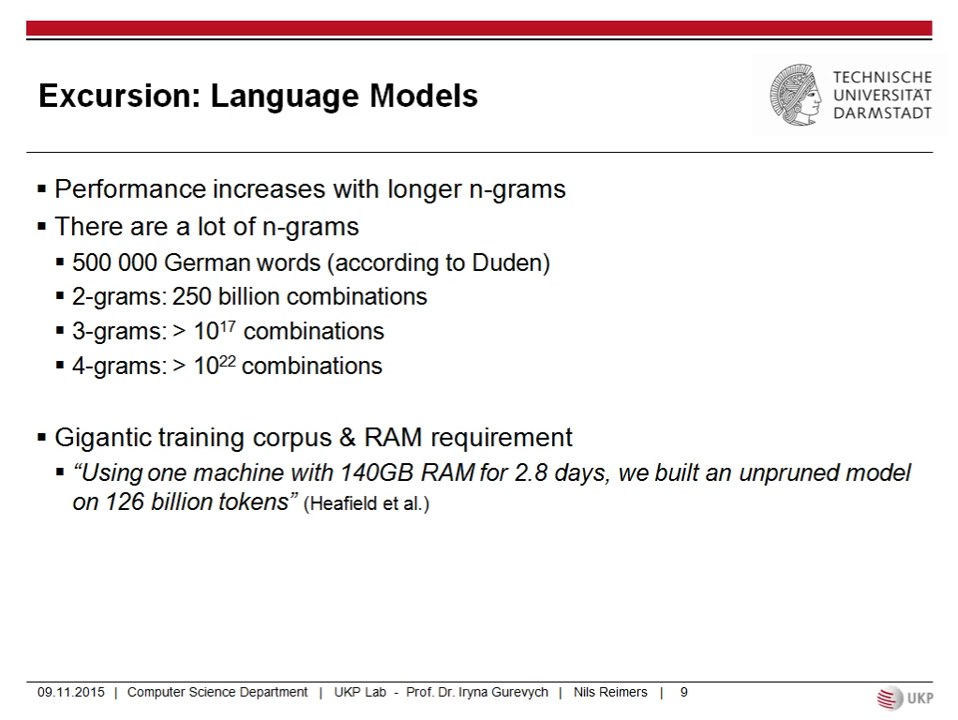 Excursion: Language Models
TECHNISCHE
UNIVERSITÄT
DARMSTADT
▪ Performance increases with longer n-grams
▪ There are a lot of n-grams
▪ 500 000 German words (according to Duden)
▪ 2-grams: 250 billion combinations
▪ 3-grams: > 10¹⁷ combinations
▪ 4-grams: > 10²² combinations
▪ Gigantic training corpus & RAM requirement
▪ “Using one machine with 140GB RAM for 2.8 days, we built an unpruned model
on 126 billion tokens” (Heafield et al.)
09.11.2015 | Computer Science Department | UKP Lab - Prof. Dr. Iryna Gurevych | Nils Reimers | 9
UKP